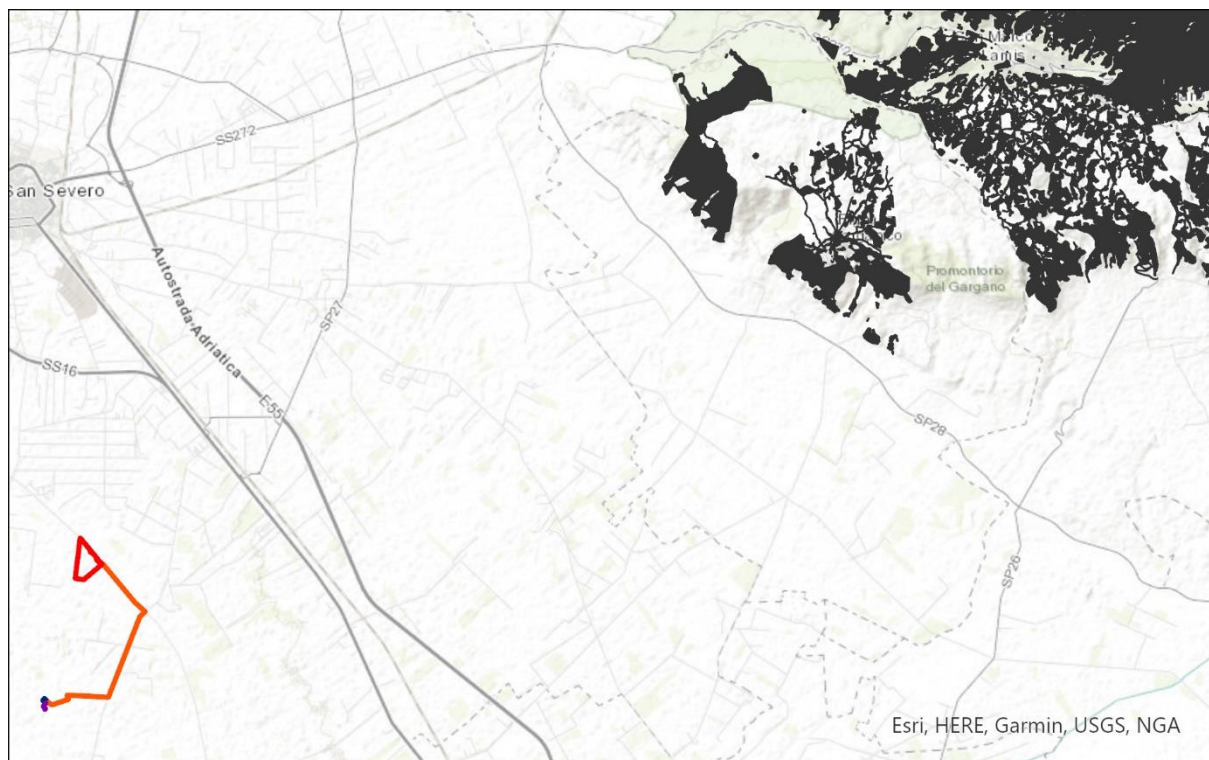 SS272
San Severo
Autostrada Adriatica
SP27
E55
SS16
Promontorio
del Gargano
SP28
SP26
Esri, HERE, Garmin, USGS, NGA